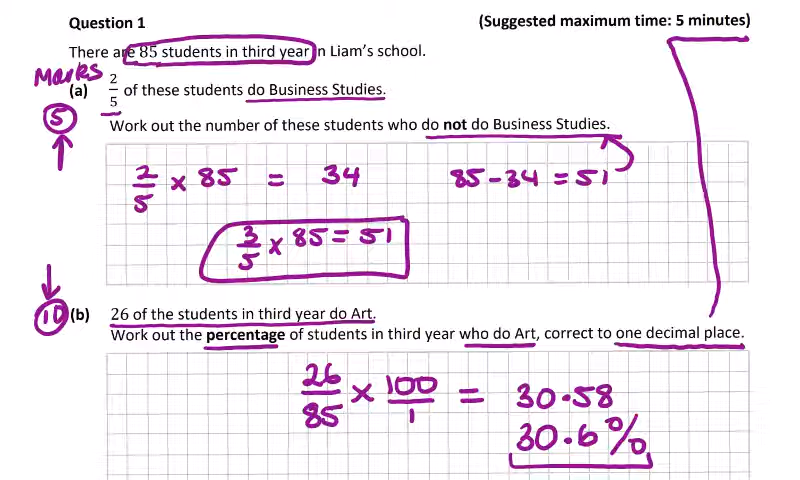 Question 1 (Suggested maximum time: 5 minutes)
There are 85 students in third year in Liam's school.
Marks
(a) 2/5 of these students do Business Studies.
5
Work out the number of these students who do not do Business Studies.
2/5 × 85 = 34 85 - 34 = 51
3/5 × 85 = 51
10 (b) 26 of the students in third year do Art.
Work out the percentage of students in third year who do Art, correct to one decimal place.
26/85 × 100/1 = 30.58
30.6%